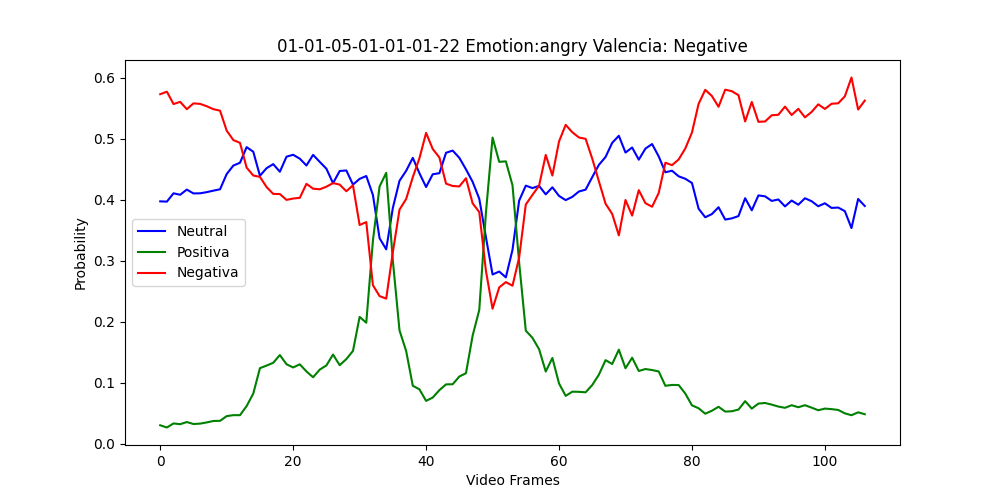 01-01-05-01-01-01-22 Emotion:angry Valencia: Negative
0.6
0.5
0.4
0.3
0.2
0.1
0.0
Probability
Neutral
Positiva
Negativa
0 20 40 60 80 100
Video Frames